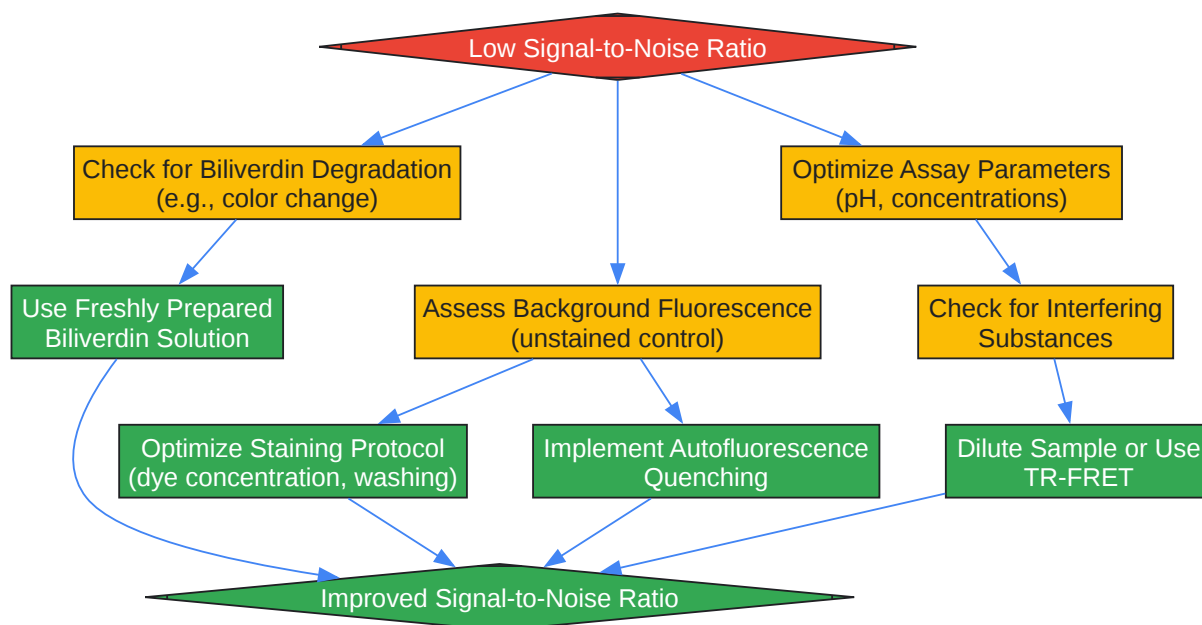 Low Signal-to-Noise Ratio
Check for Biliverdin Degradation
(e.g., color change)
Optimize Assay Parameters
(pH, concentrations)
Use Freshly Prepared
Biliverdin Solution
Assess Background Fluorescence
(unstained control)
Check for Interfering
Substances
Optimize Staining Protocol
(dye concentration, washing)
Implement Autofluorescence
Quenching
Dilute Sample or Use
TR-FRET
Improved Signal-to-Noise Ratio